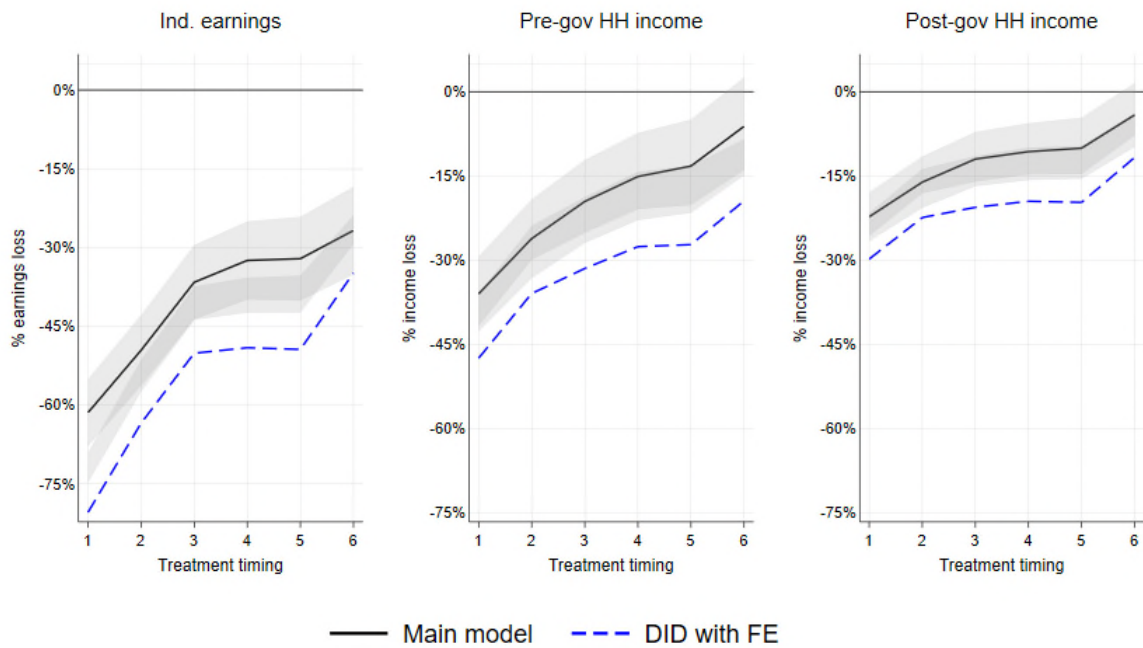 Ind. earnings
Pre-gov HH income
Post-gov HH income
% earnings loss
0%
-15%
-30%
-45%
-60%
-75%
1 2 3 4 5 6
Treatment timing
% income loss
0%
-15%
-30%
-45%
-60%
-75%
1 2 3 4 5 6
Treatment timing
% income loss
0%
-15%
-30%
-45%
-60%
-75%
1 2 3 4 5 6
Treatment timing
Main model
DID with FE